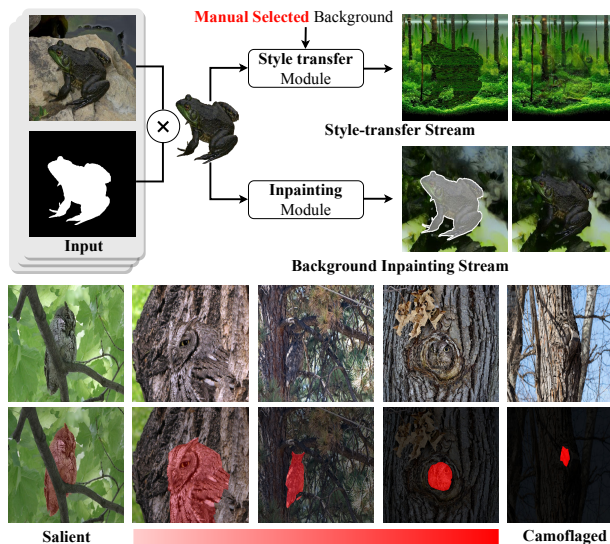 Manual Selected Background
Style transfer
Module
Style-transfer Stream
Inpainting
Module
Input
Background Inpainting Stream
Salient
Camoflaged